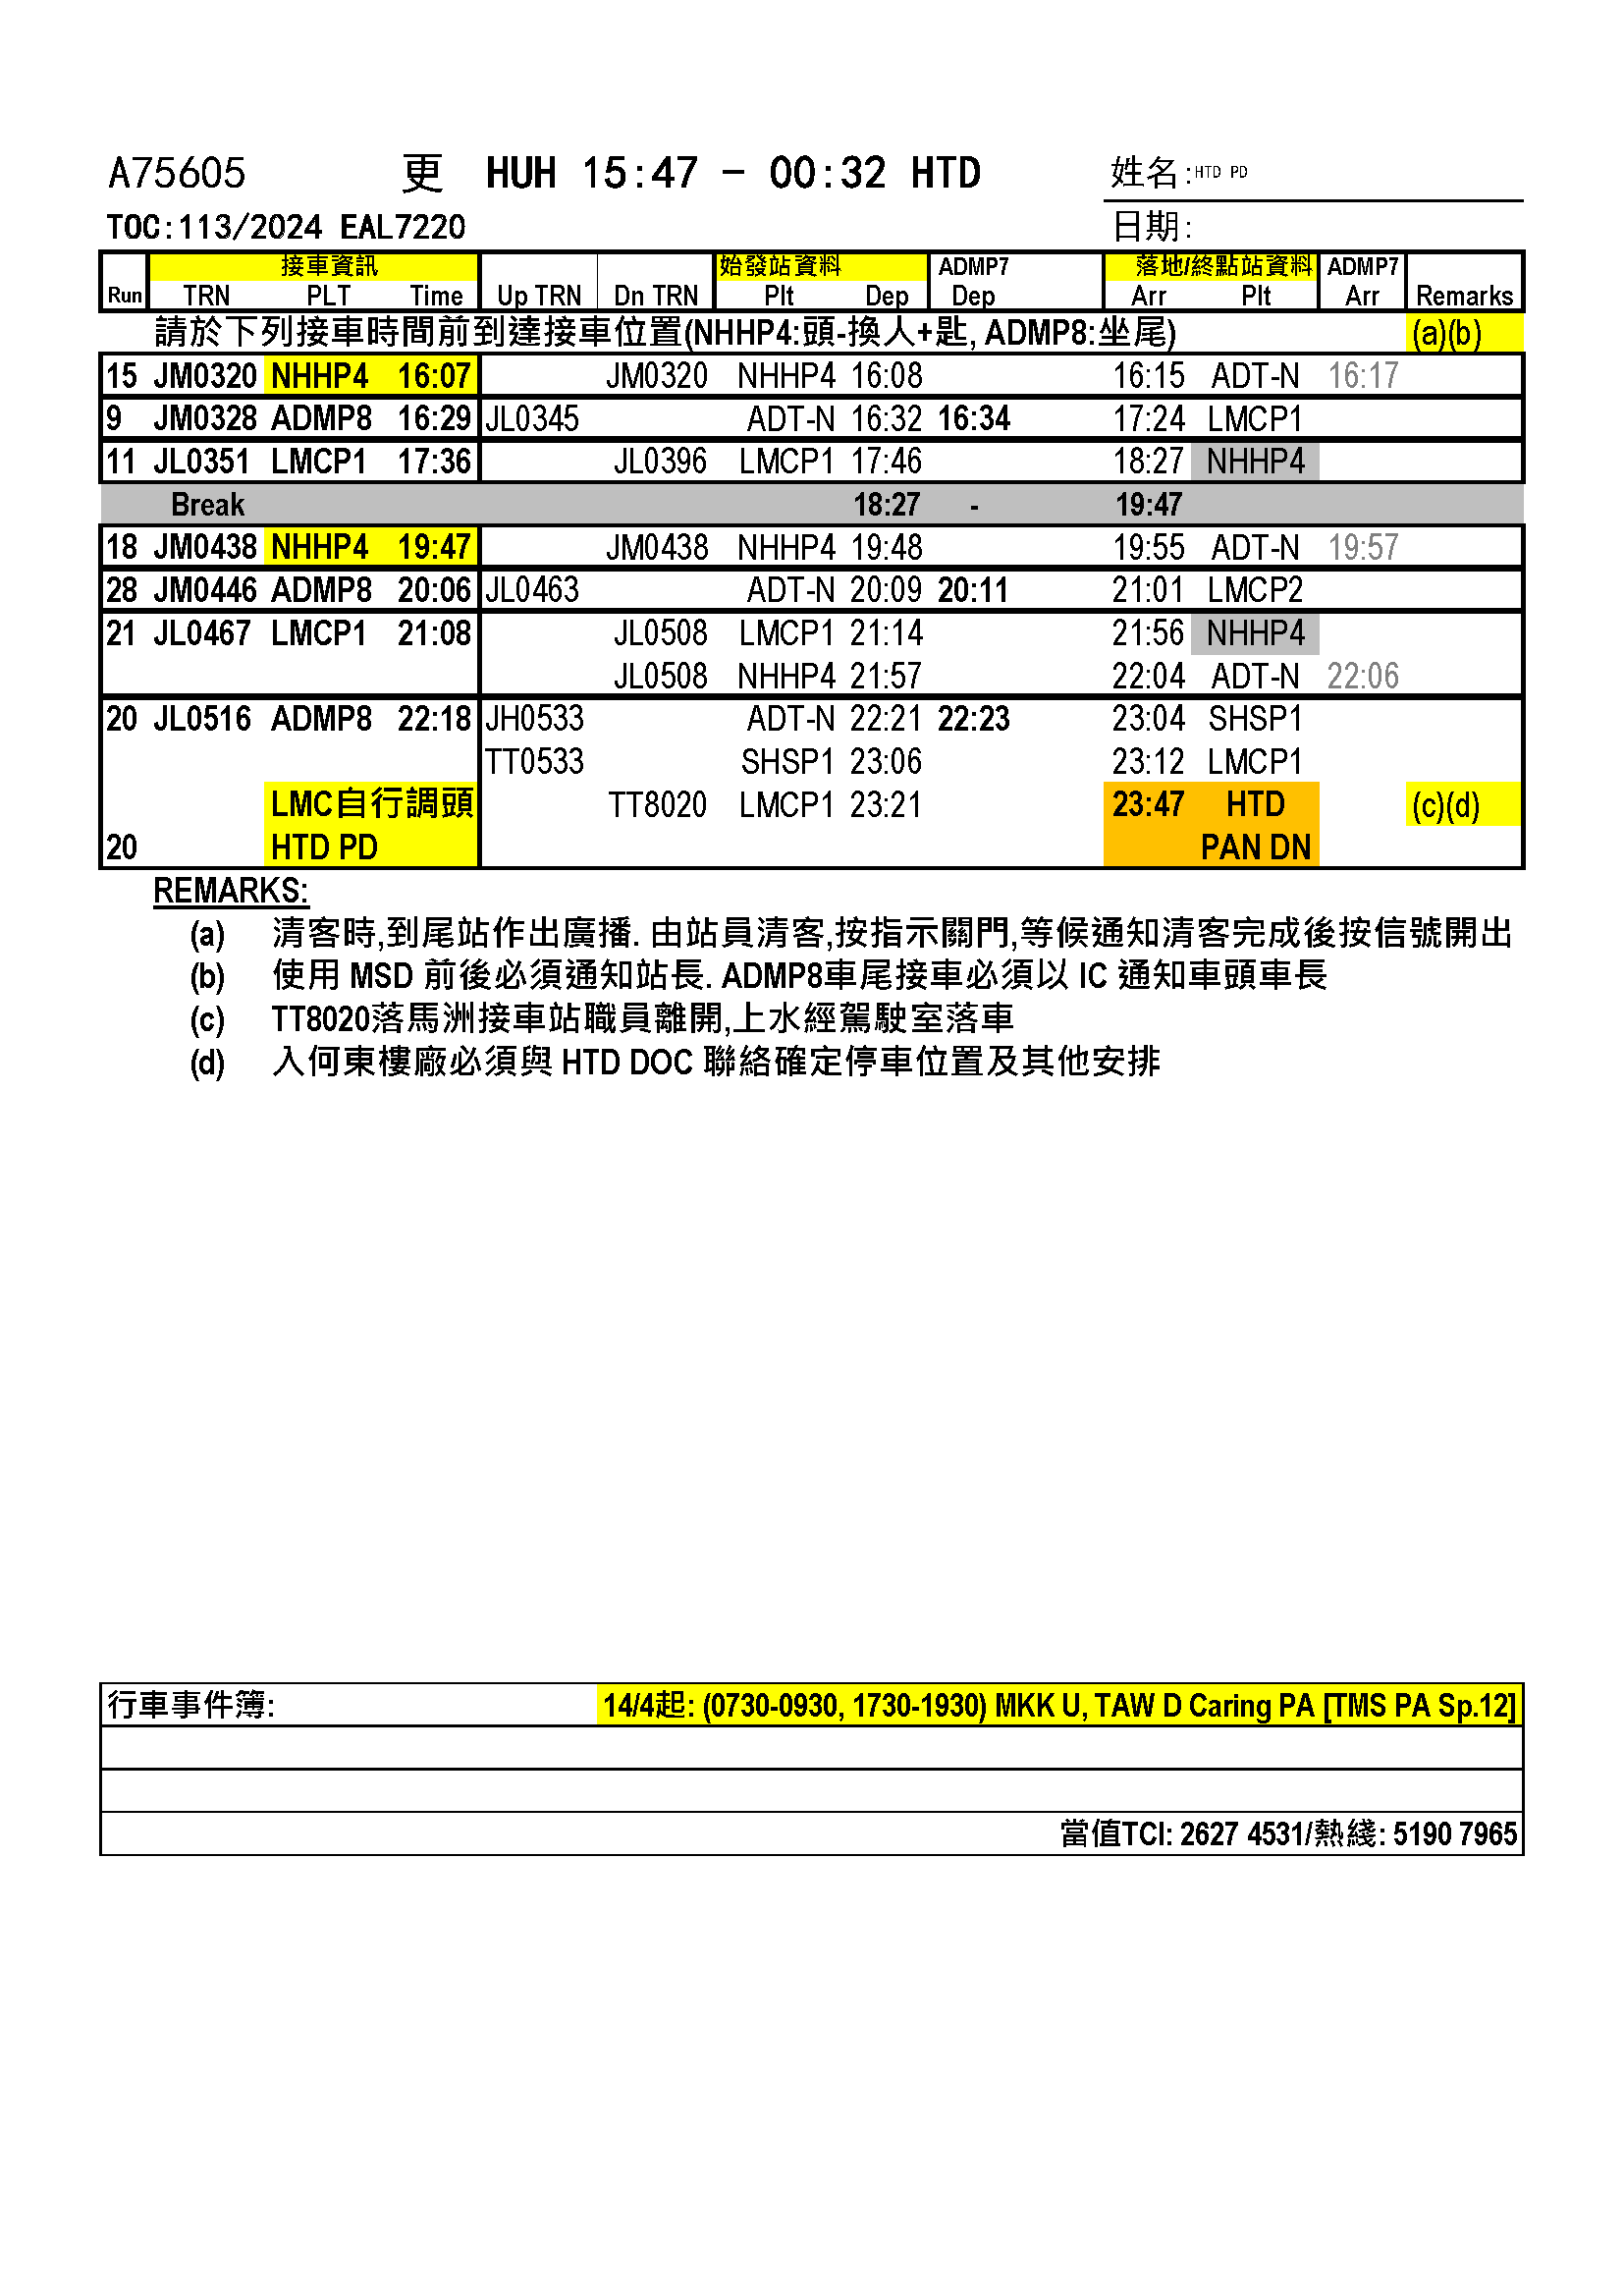 A75605 更 HUH 15:47 - 00:32 HTD 姓名:HTD PD
TOC:113/2024 EAL7220 日期:
接車資訊 始發站資料 ADMP7 落地/終點站資料 ADMP7
Run TRN PLT Time Up TRN Dn TRN Plt Dep Dep Arr Plt Arr Remarks
請於下列接車時間前到達接車位置(NHHP4:頭-換人+匙, ADMP8:坐尾) (a)(b)
15 JM0320 NHHP4 16:07 JM0320 NHHP4 16:08 16:15 ADT-N 16:17
9 JM0328 ADMP8 16:29 JL0345 ADT-N 16:32 16:34 17:24 LMCP1
11 JL0351 LMCP1 17:36 JL0396 LMCP1 17:46 18:27 NHHP4
Break 18:27 - 19:47
18 JM0438 NHHP4 19:47 JM0438 NHHP4 19:48 19:55 ADT-N 19:57
28 JM0446 ADMP8 20:06 JL0463 ADT-N 20:09 20:11 21:01 LMCP2
21 JL0467 LMCP1 21:08 JL0508 LMCP1 21:14 21:56 NHHP4
JL0508 NHHP4 21:57 22:04 ADT-N 22:06
20 JL0516 ADMP8 22:18 JH0533 ADT-N 22:21 22:23 23:04 SHSP1
TT0533 SHSP1 23:06 23:12 LMCP1
LMC自行調頭 TT8020 LMCP1 23:21 23:47 HTD (c)(d)
20 HTD PD PAN DN
REMARKS:
(a) 清客時,到尾站作出廣播. 由站員清客,按指示關門,等候通知清客完成後按信號開出
(b) 使用 MSD 前後必須通知站長. ADMP8車尾接車必須以 IC 通知車頭車長
(c) TT8020落馬洲接車站職員離開,上水經駕駛室落車
(d) 入何東樓廠必須與 HTD DOC 聯絡確定停車位置及其他安排
行車事件簿: 14/4起: (0730-0930, 1730-1930) MKK U, TAW D Caring PA [TMS PA Sp.12]
當值TCI: 2627 4531/熱綫: 5190 7965